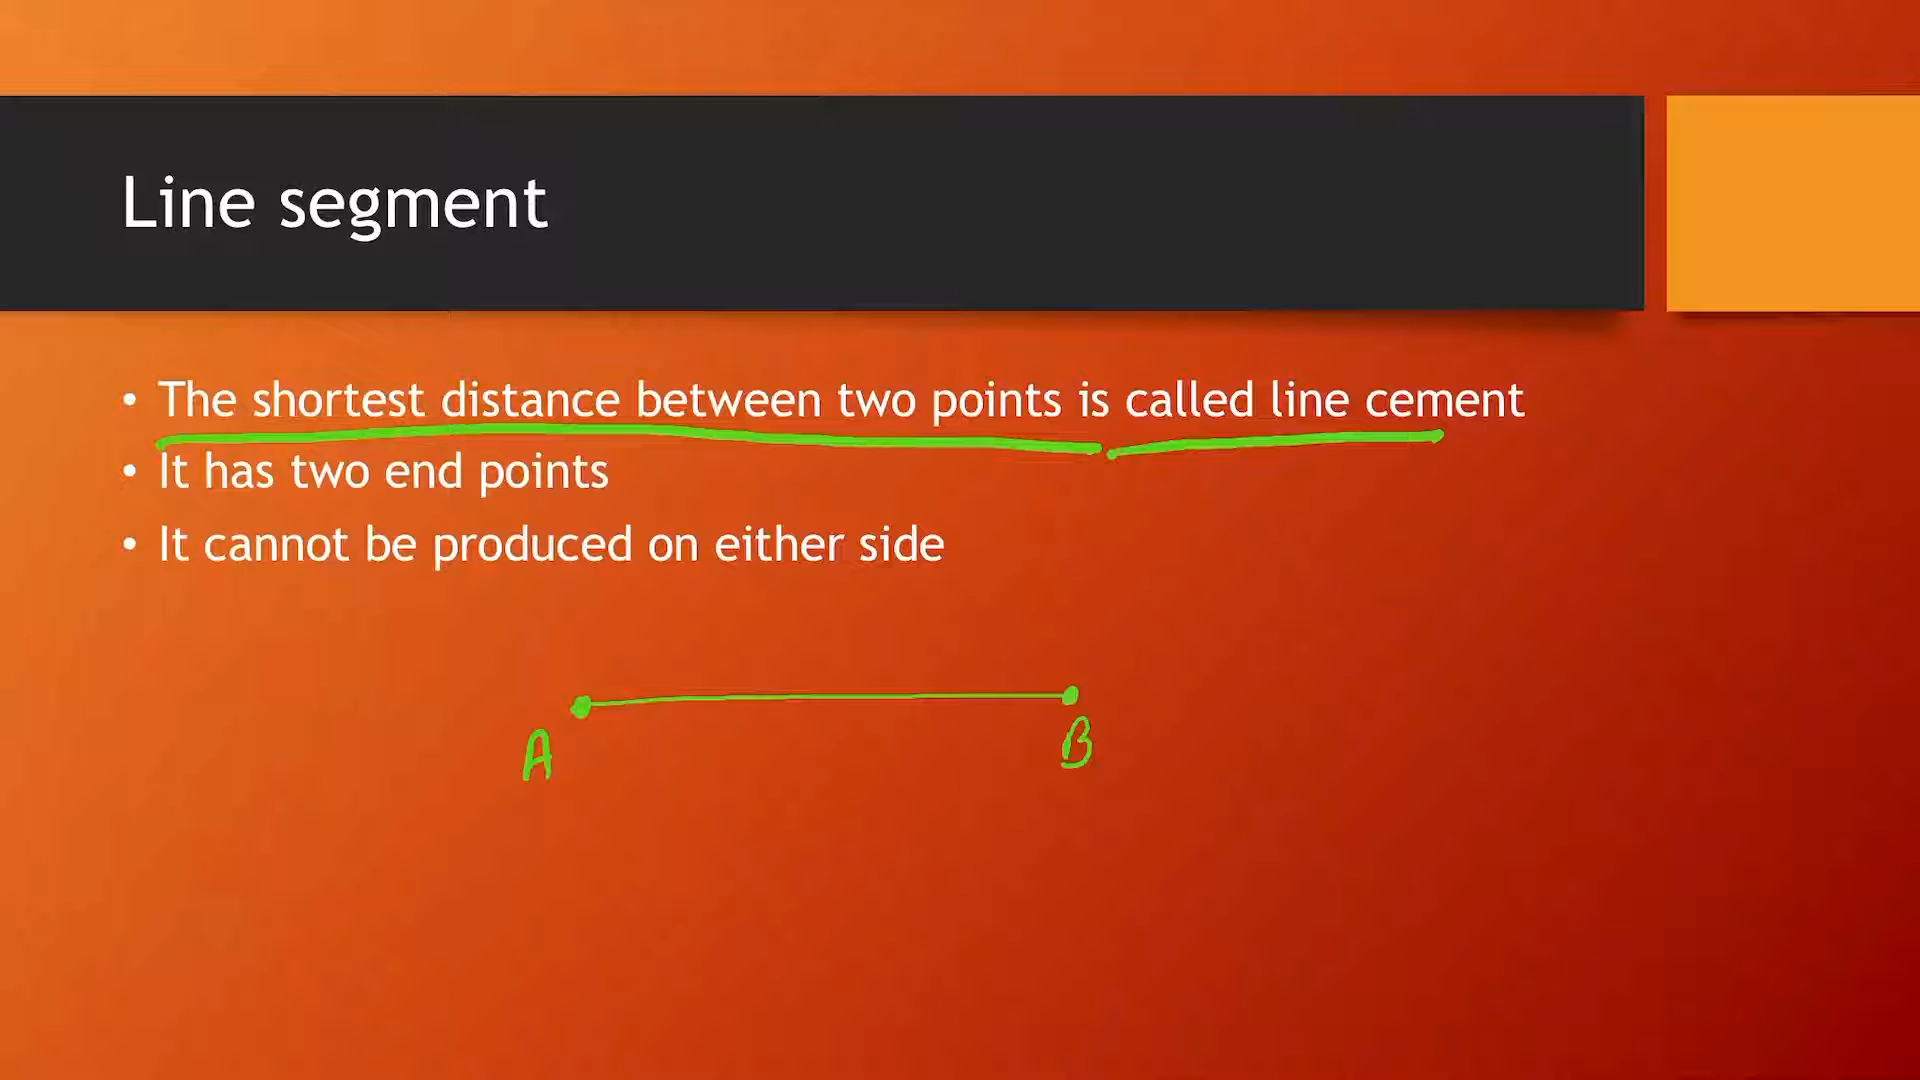 Line segment
• The shortest distance between two points is called line cement
• It has two end points
• It cannot be produced on either side
A B